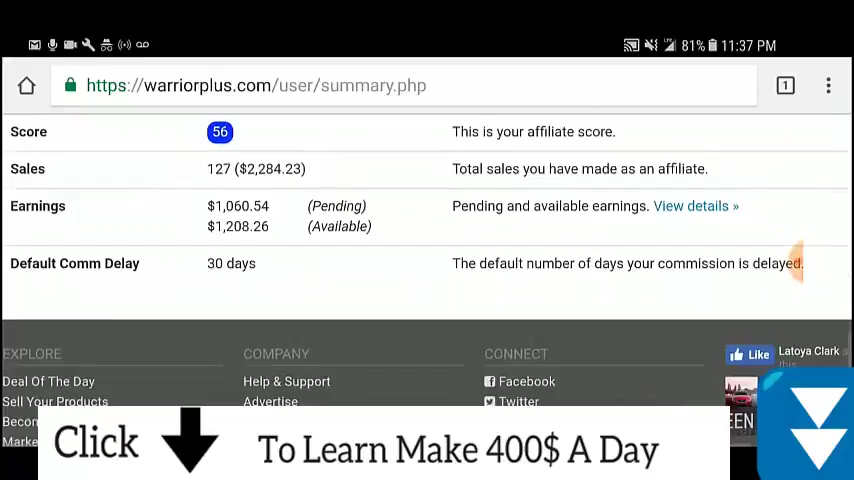 81% 11:37 PM
https://warriorplus.com/user/summary.php 1
Score 56 This is your affiliate score.
Sales 127 ($2,284.23) Total sales you have made as an affiliate.
Earnings $1,060.54 (Pending) Pending and available earnings. View details »
$1,208.26 (Available)
Default Comm Delay 30 days The default number of days your commission is delayed.
EXPLORE COMPANY CONNECT Like Latoya Clark
this
Deal Of The Day Help & Support Facebook
Sell Your Products Advertise Twitter
Click To Learn Make 400$ A Day